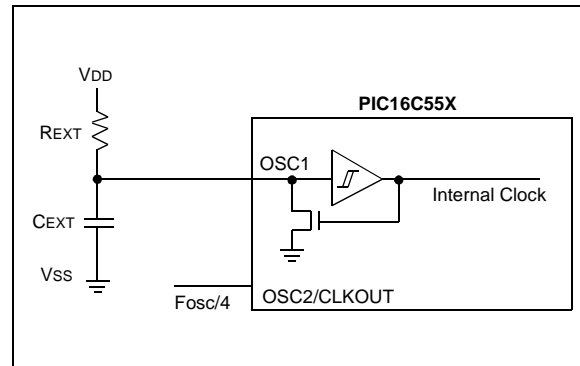 VDD
PIC16C55X
REXT
OSC1
Internal Clock
CEXT
VSS
Fosc/4
OSC2/CLKOUT